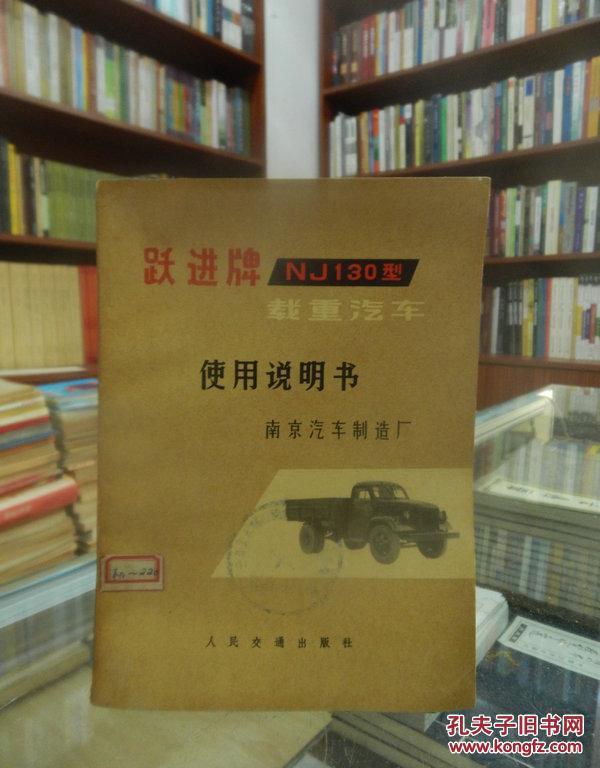 跃进牌 NJ130型
载重汽车
使用说明书
南京汽车制造厂
人民交通出版社
孔夫子旧书网
www.kongfz.com